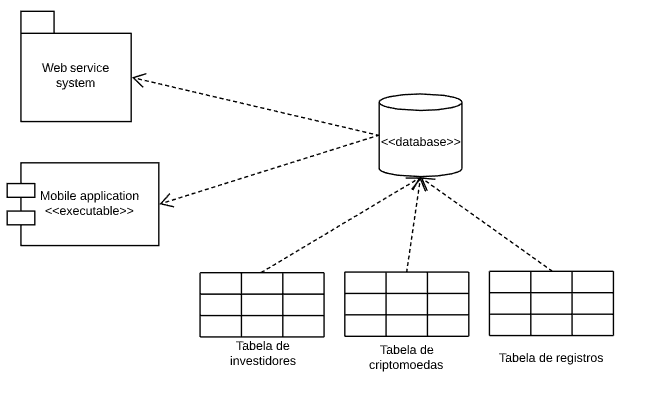 Web service
system
<<database>>
Mobile application
<<executable>>
Tabela de
investidores
Tabela de
criptomoedas
Tabela de registros